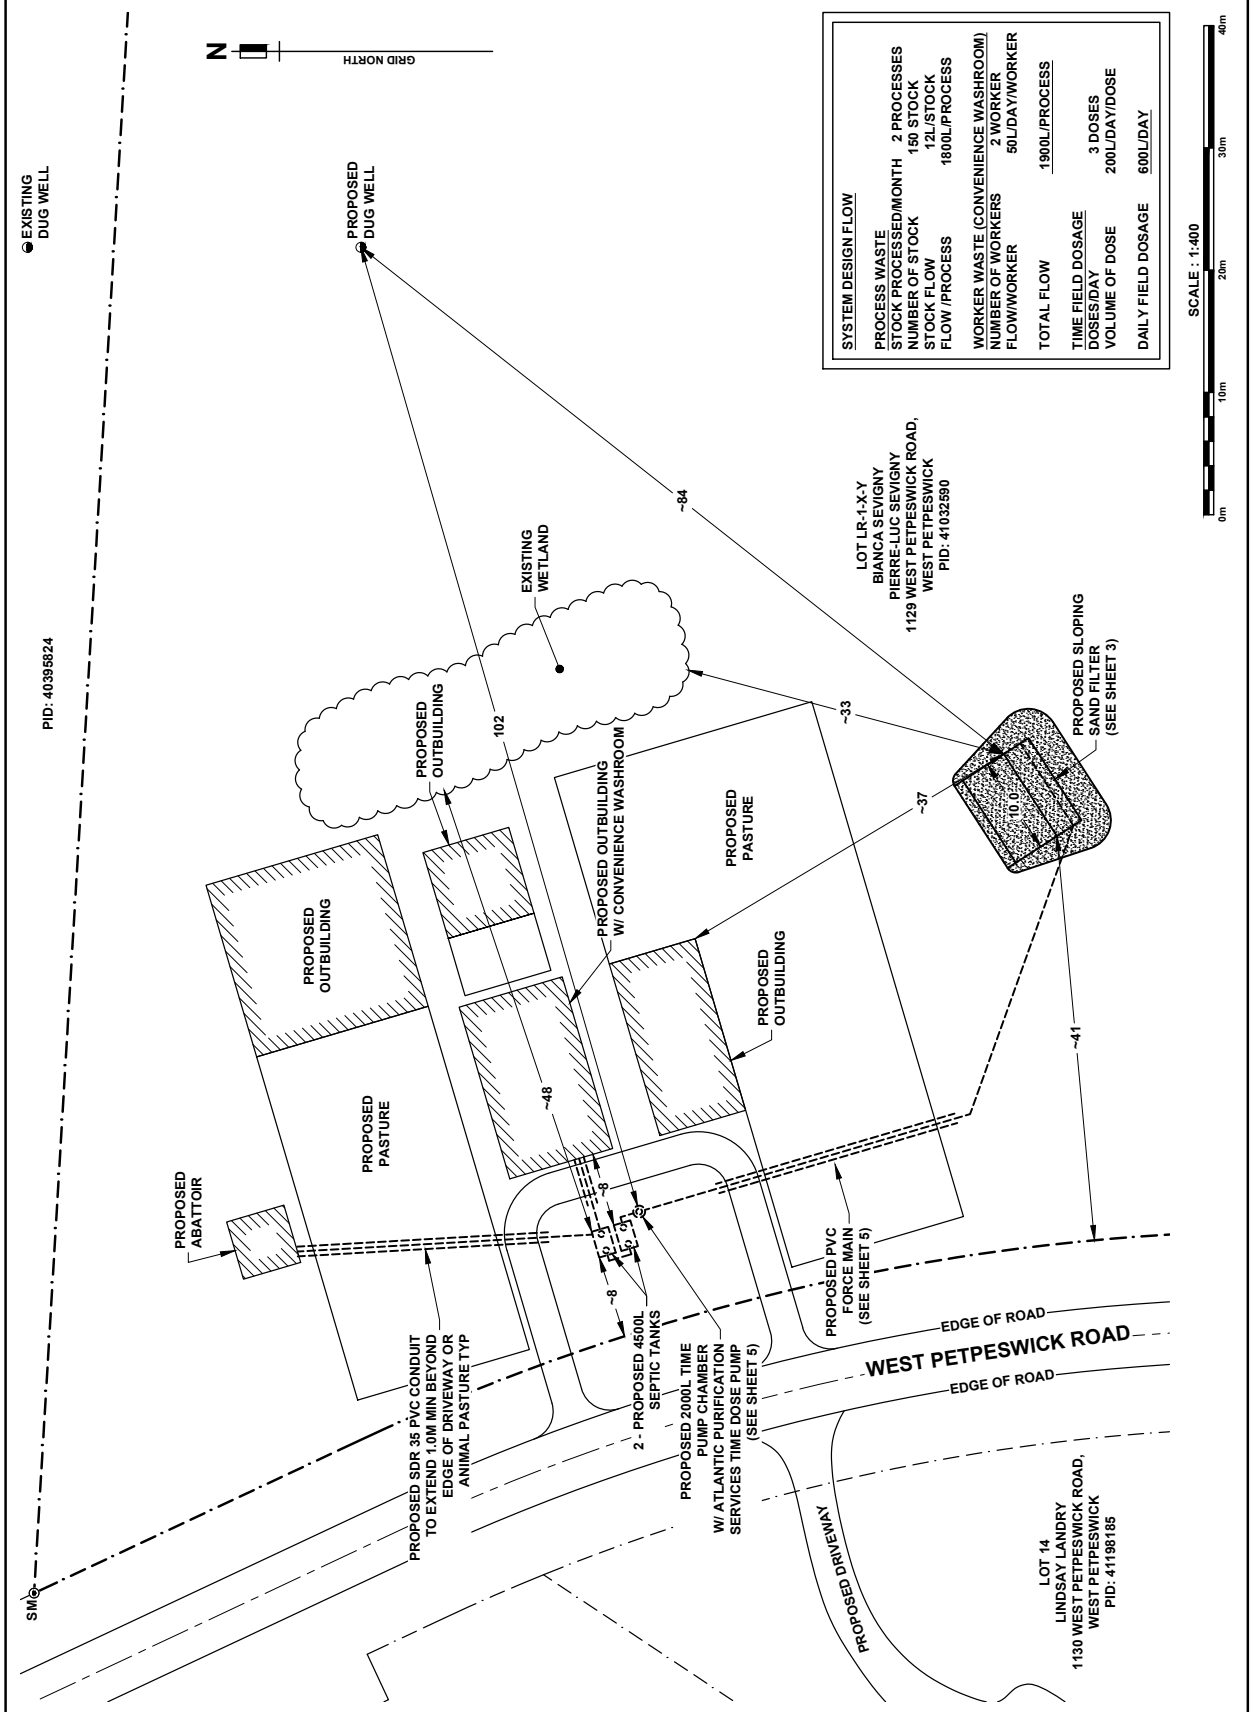 N
GRID NORTH
EXISTING
DUG WELL
PROPOSED
DUG WELL
PID: 40395824
SM
PROPOSED
ABATTOIR
PROPOSED
PASTURE
PROPOSED
OUTBUILDING
PROPOSED
OUTBUILDING
102
EXISTING
WETLAND
~84
PROPOSED OUTBUILDING
W/ CONVENIENCE WASHROOM
~48
~8
~8
PROPOSED
PASTURE
PROPOSED
OUTBUILDING
~33
~37
10.0
~41
PROPOSED SLOPING
SAND FILTER
(SEE SHEET 3)
PROPOSED SDR 35 PVC CONDUIT
TO EXTEND 1.0M MIN BEYOND
EDGE OF DRIVEWAY OR
ANIMAL PASTURE TYP
2 - PROPOSED 4500L
SEPTIC TANKS
PROPOSED 2000L TIME
PUMP CHAMBER
W/ ATLANTIC PURIFICATION
SERVICES TIME DOSE PUMP
(SEE SHEET 5)
PROPOSED PVC
FORCE MAIN
(SEE SHEET 5)
EDGE OF ROAD
WEST PETPESWICK ROAD
EDGE OF ROAD
PROPOSED DRIVEWAY
LOT 14
LINDSAY LANDRY
1130 WEST PETPESWICK ROAD,
WEST PETPESWICK
PID: 41198185
LOT LR-1-X-Y
BIANCA SEVIGNY
PIERRE-LUC SEVIGNY
1129 WEST PETPESWICK ROAD,
WEST PETPESWICK
PID: 41032590
SYSTEM DESIGN FLOW
PROCESS WASTE
STOCK PROCESSED/MONTH 2 PROCESSES
NUMBER OF STOCK 150 STOCK
STOCK FLOW 12L/STOCK
FLOW /PROCESS 1800L/PROCESS
WORKER WASTE (CONVENIENCE WASHROOM)
NUMBER OF WORKERS 2 WORKER
FLOW/WORKER 50L/DAY/WORKER
TOTAL FLOW 1900L/PROCESS
TIME FIELD DOSAGE
DOSES/DAY 3 DOSES
VOLUME OF DOSE 200L/DAY/DOSE
DAILY FIELD DOSAGE 600L/DAY
SCALE : 1:400
0m 10m 20m 30m 40m